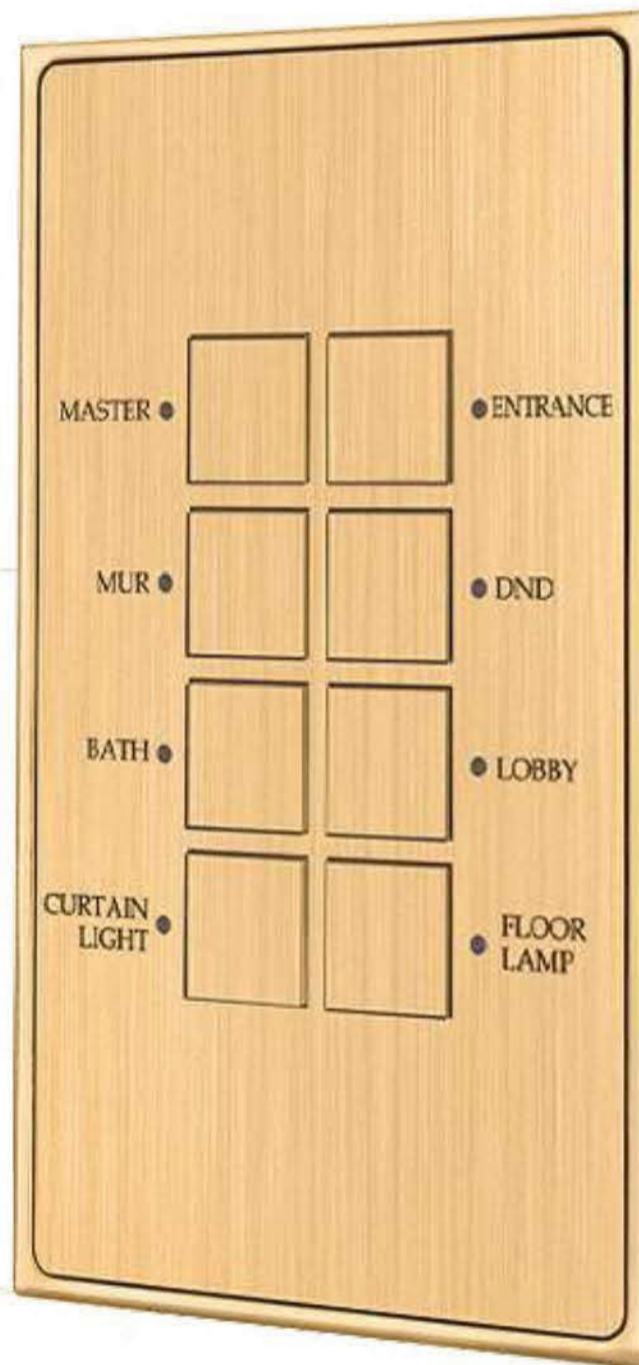 MASTER
ENTRANCE
MUR
DND
BATH
LOBBY
CURTAIN
LIGHT
FLOOR
LAMP